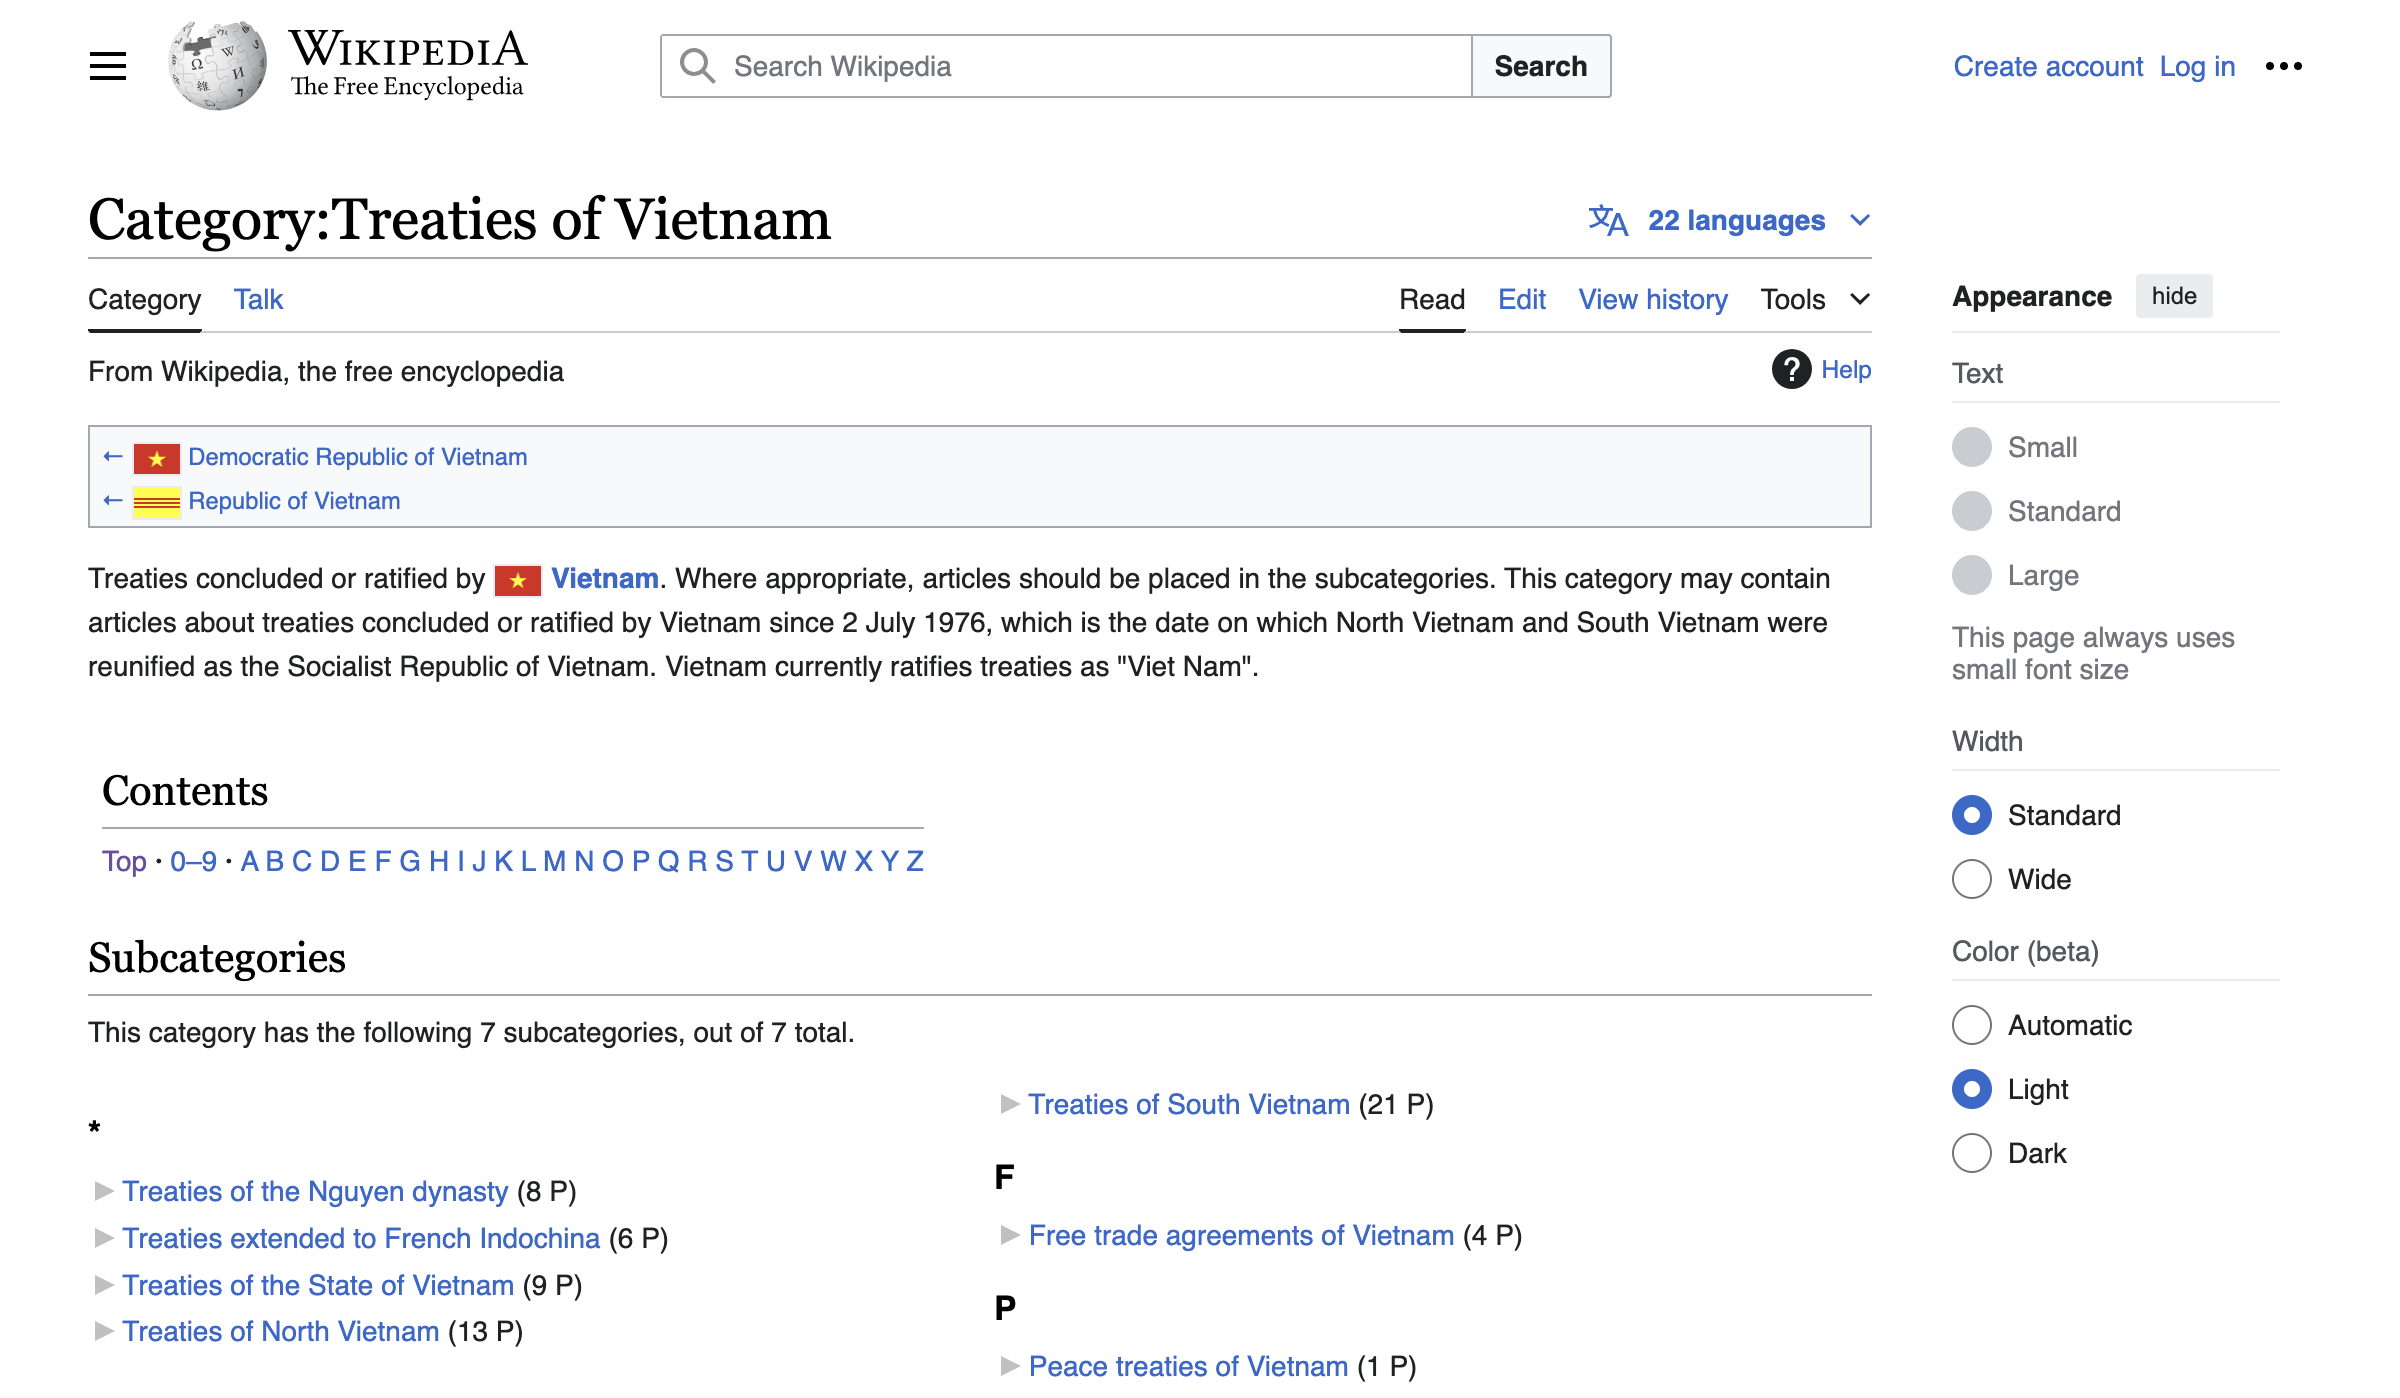 WIKIPEDIA
The Free Encyclopedia
Search Wikipedia
Search
Create account Log in
Category:Treaties of Vietnam
22 languages
Category Talk
Read Edit View history Tools
From Wikipedia, the free encyclopedia
Help
← Democratic Republic of Vietnam
← Republic of Vietnam
Treaties concluded or ratified by Vietnam. Where appropriate, articles should be placed in the subcategories. This category may contain
articles about treaties concluded or ratified by Vietnam since 2 July 1976, which is the date on which North Vietnam and South Vietnam were
reunified as the Socialist Republic of Vietnam. Vietnam currently ratifies treaties as "Viet Nam".
Contents
Top · 0–9 · A B C D E F G H I J K L M N O P Q R S T U V W X Y Z
Subcategories
This category has the following 7 subcategories, out of 7 total.
*
Treaties of the Nguyen dynasty (8 P)
Treaties extended to French Indochina (6 P)
Treaties of the State of Vietnam (9 P)
Treaties of North Vietnam (13 P)
Treaties of South Vietnam (21 P)
F
Free trade agreements of Vietnam (4 P)
P
Peace treaties of Vietnam (1 P)
Appearance hide
Text
Small
Standard
Large
This page always uses
small font size
Width
Standard
Wide
Color (beta)
Automatic
Light
Dark